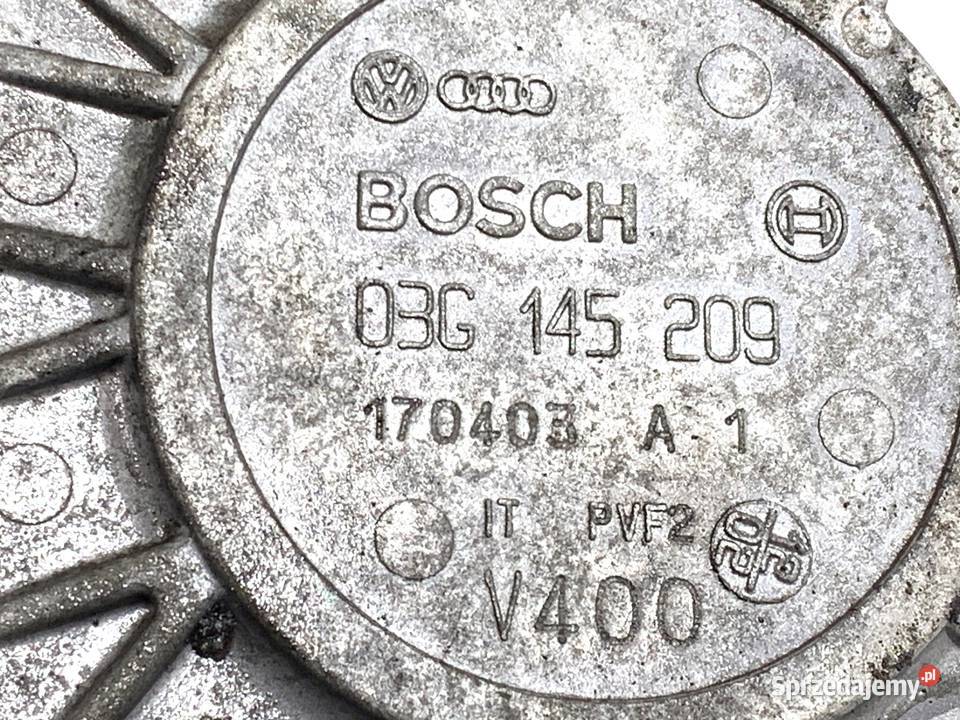 BOSCH
03G 145 209
170403 A 1
IT PVF2
V400
Sprzedajemy.pl